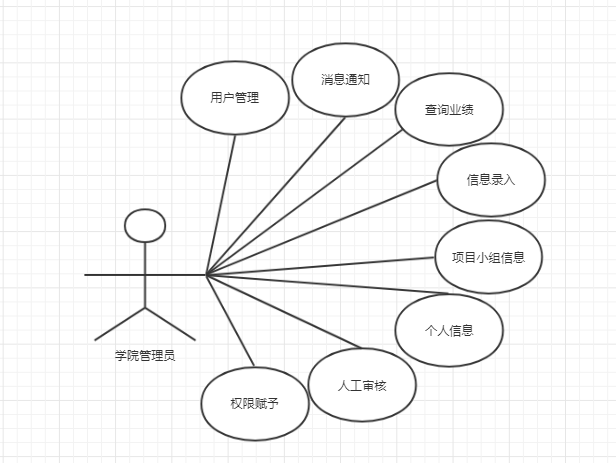 用户管理
消息通知
查询业绩
信息录入
项目小组信息
个人信息
人工审核
权限赋予
学院管理员